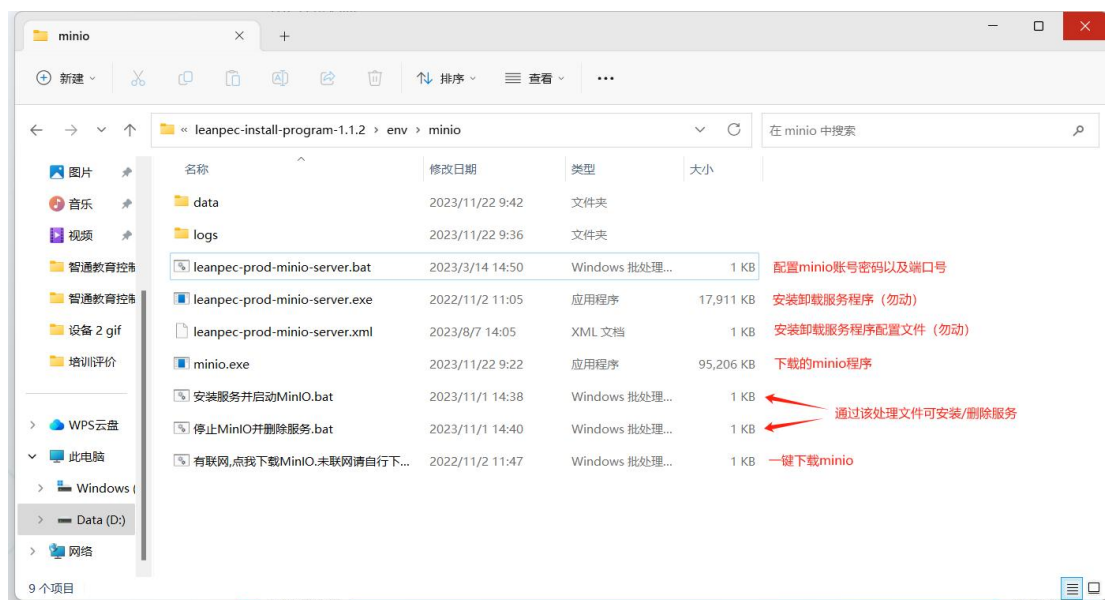 minio
新建
排序
查看
« leanpec-install-program-1.1.2 › env › minio
在 minio 中搜索
名称 修改日期 类型 大小
图片
音乐
视频
智通教育控制
智通教育控制
设备 2 gif
培训评价
WPS云盘
此电脑
Windows (
Data (D:)
网络
data 2023/11/22 9:42 文件夹
logs 2023/11/22 9:36 文件夹
leanpec-prod-minio-server.bat 2023/3/14 14:50 Windows 批处理... 1 KB 配置minio账号密码以及端口号
leanpec-prod-minio-server.exe 2022/11/2 11:05 应用程序 17,911 KB 安装卸载服务程序（勿动）
leanpec-prod-minio-server.xml 2023/8/7 14:05 XML 文档 1 KB 安装卸载服务程序配置文件（勿动）
minio.exe 2023/11/22 9:22 应用程序 95,206 KB 下载的minio程序
安装服务并启动MinIO.bat 2023/11/1 14:38 Windows 批处理... 1 KB
通过该处理文件可安装/删除服务
停止MinIO并删除服务.bat 2023/11/1 14:40 Windows 批处理... 1 KB
有联网,点我下载MinIO.未联网请自行下... 2022/11/2 11:47 Windows 批处理... 1 KB 一键下载minio
9 个项目